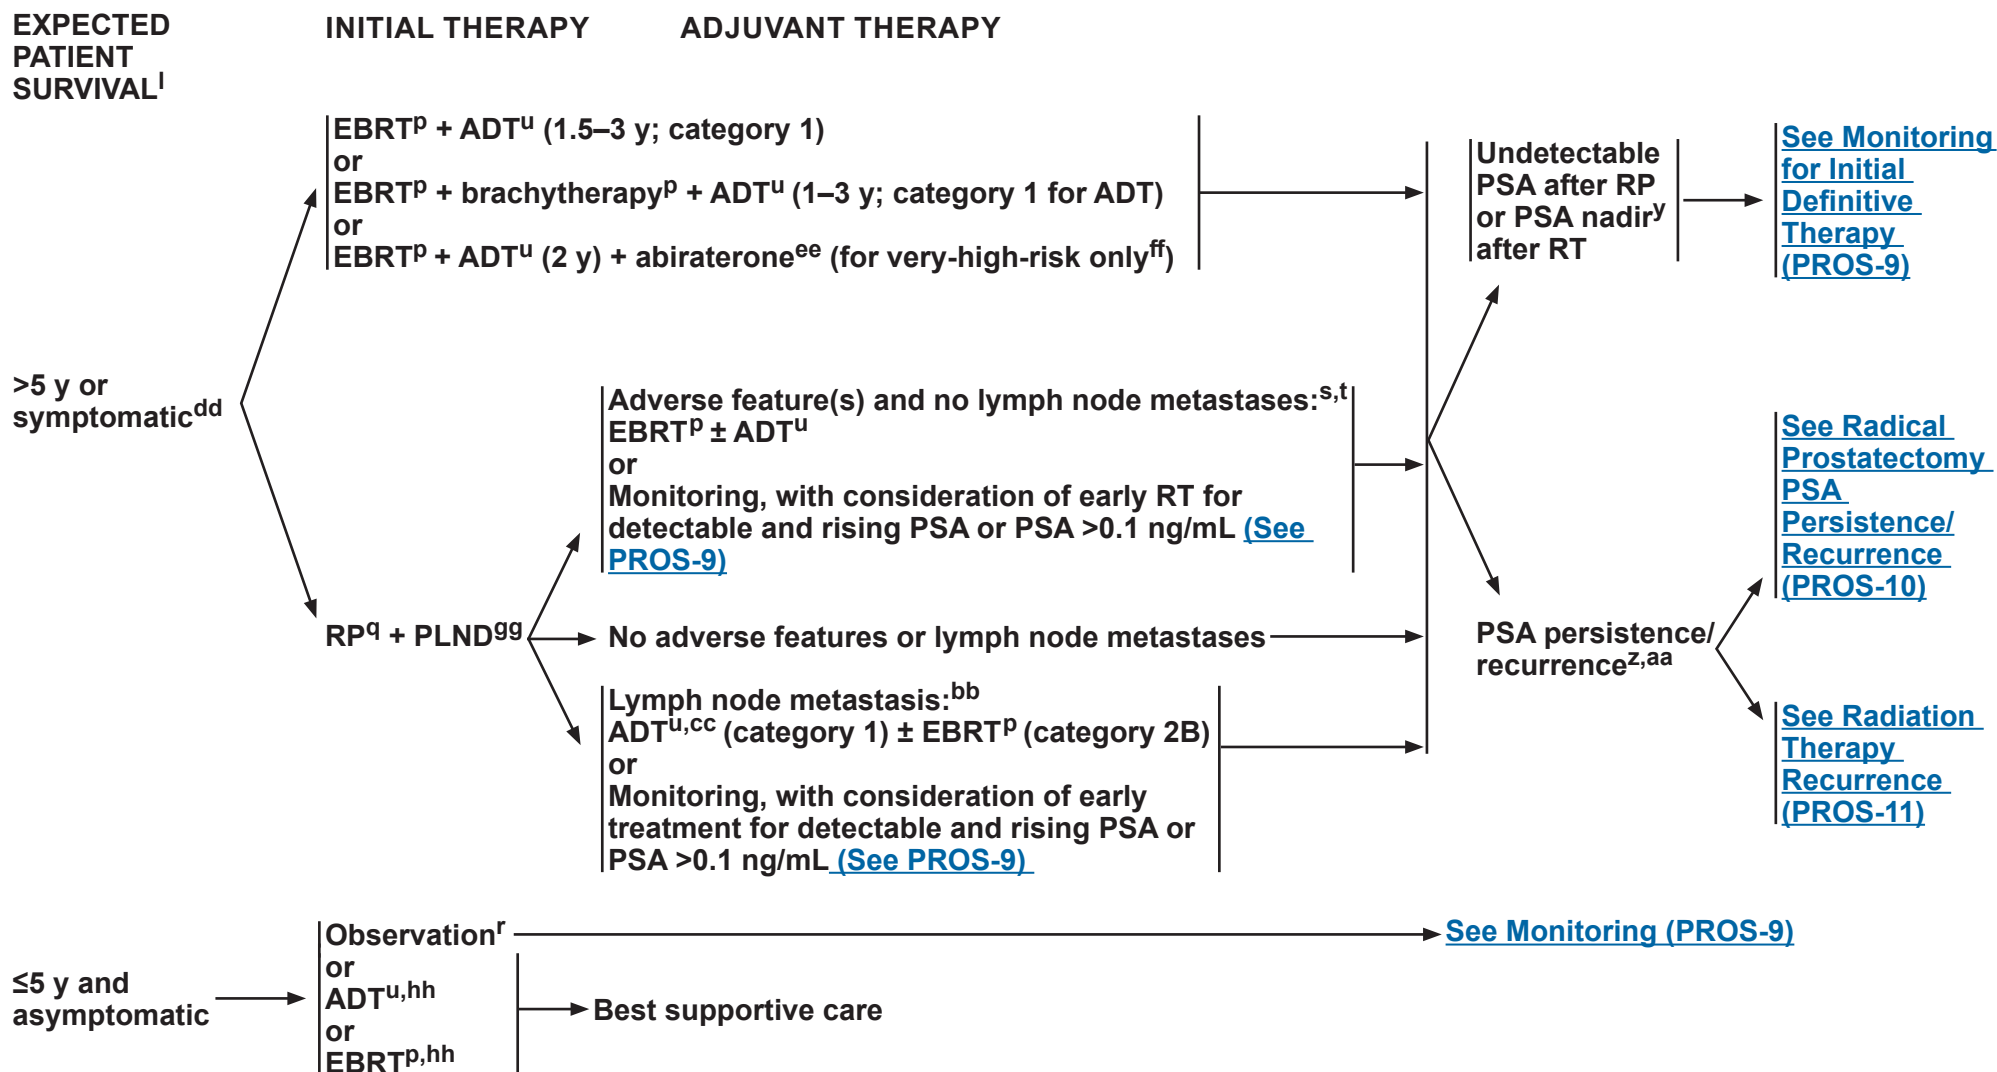 EXPECTED
PATIENT
SURVIVALˡ
INITIAL THERAPY
ADJUVANT THERAPY
EBRTᵖ + ADTᵘ (1.5–3 y; category 1)
or
EBRTᵖ + brachytherapyᵖ + ADTᵘ (1–3 y; category 1 for ADT)
or
EBRTᵖ + ADTᵘ (2 y) + abirateroneᵉᵉ (for very-high-risk onlyᶠᶠ)
Undetectable
PSA after RP
or PSA nadirʸ
after RT
See Monitoring
for Initial
Definitive
Therapy
(PROS-9)
>5 y or
symptomaticᵈᵈ
Adverse feature(s) and no lymph node metastases:ˢ,ᵗ
EBRTᵖ ± ADTᵘ
or
Monitoring, with consideration of early RT for
detectable and rising PSA or PSA >0.1 ng/mL (See
PROS-9)
See Radical
Prostatectomy
PSA
Persistence/
Recurrence
(PROS-10)
RP^q + PLNDᵍᵍ
No adverse features or lymph node metastases
PSA persistence/
recurrenceᶻ,ᵃᵃ
Lymph node metastasis:ᵇᵇ
ADTᵘ,ᶜᶜ (category 1) ± EBRTᵖ (category 2B)
or
Monitoring, with consideration of early
treatment for detectable and rising PSA or
PSA >0.1 ng/mL (See PROS-9)
See Radiation
Therapy
Recurrence
(PROS-11)
≤5 y and
asymptomatic
Observationʳ
or
ADTᵘ,ʰʰ
or
EBRTᵖ,ʰʰ
See Monitoring (PROS-9)
Best supportive care